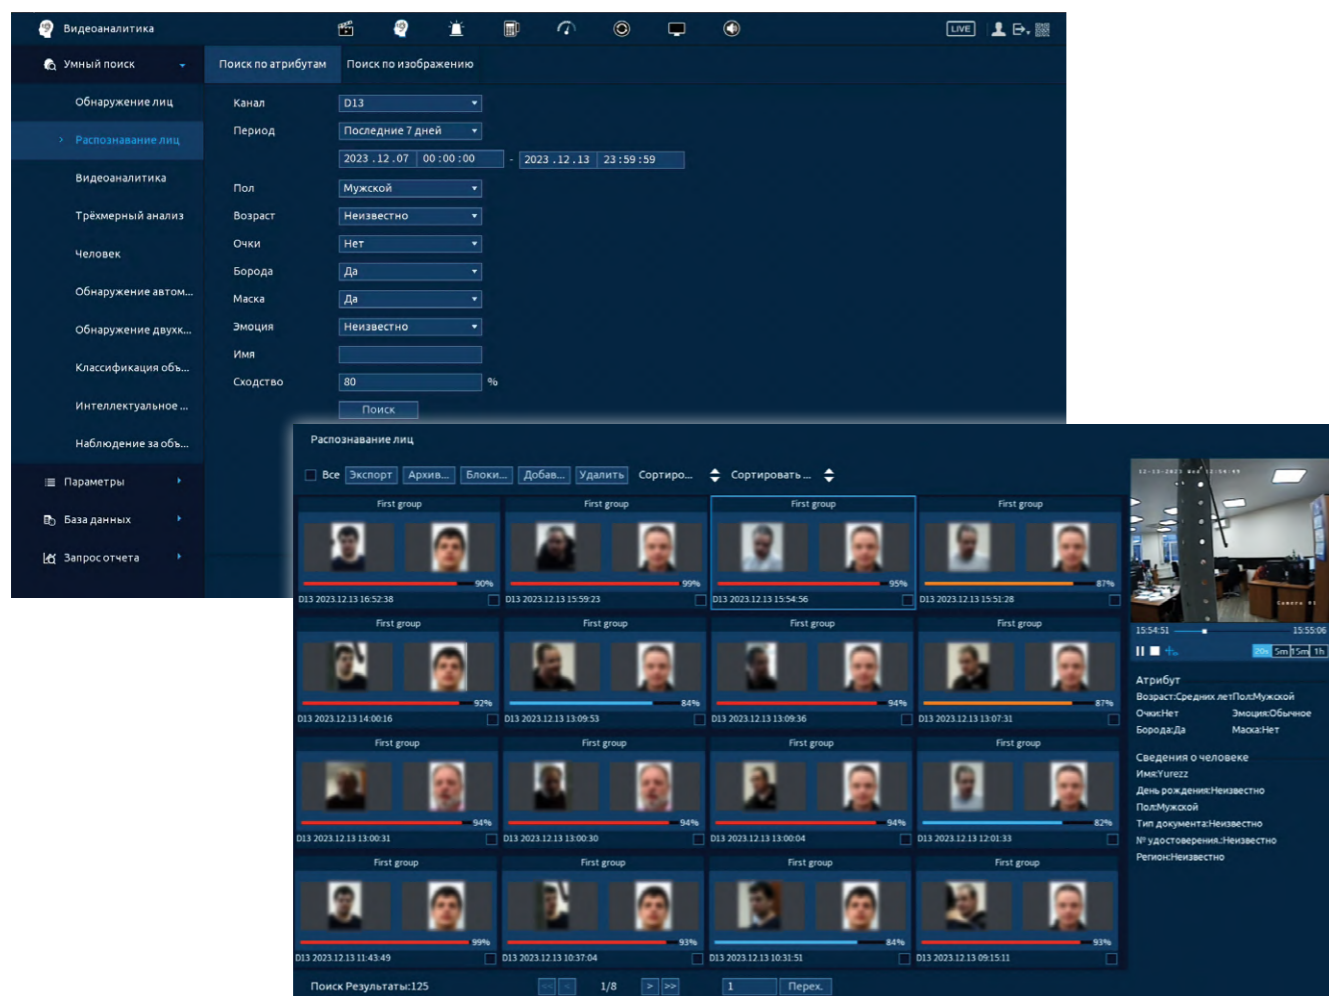 Видеоаналитика
LIVE
Умный поиск
Поиск по атрибутам Поиск по изображению
Обнаружение лиц
Канал D13
Распознавание лиц
Период Последние 7 дней
2023 .12 .07 00 :00 :00 - 2023 .12 .13 23 :59 :59
Видеоаналитика
Пол Мужской
Трёхмерный анализ
Возраст Неизвестно
Очки Нет
Человек
Борода Да
Обнаружение автом...
Маска Да
Обнаружение двухк...
Эмоция Неизвестно
Имя
Классификация объ...
Сходство 80 %
Интеллектуальное ...
Поиск
Наблюдение за объ...
Параметры
База данных
Запрос отчета
Распознавание лиц
Все Экспорт Архив... Блоки... Добав... Удалить Сортиро... Сортировать ...
First group First group First group First group
90% 99% 95% 87%
D13 2023.12.13 16:52:38 D13 2023.12.13 15:59:23 D13 2023.12.13 15:54:56 D13 2023.12.13 15:51:28
First group First group First group First group
92% 84% 94% 87%
D13 2023.12.13 14:00:16 D13 2023.12.13 13:09:53 D13 2023.12.13 13:09:36 D13 2023.12.13 13:07:31
First group First group First group First group
94% 94% 94% 82%
D13 2023.12.13 13:00:31 D13 2023.12.13 13:00:30 D13 2023.12.13 13:00:04 D13 2023.12.13 12:01:33
First group First group First group First group
99% 93% 84% 93%
D13 2023.12.13 11:43:49 D13 2023.12.13 10:37:04 D13 2023.12.13 10:31:51 D13 2023.12.13 09:15:11
Поиск Результаты:125 << < 1/8 > >> 1 Перех.
12-13-2023 Wed
Camera 01
15:54:51 15:55:06
20s 5m 15m 1h
Атрибут
Возраст:Средних лет Пол:Мужской
Очки:Нет Эмоция:Обычное
Борода:Да Маска:Нет
Сведения о человеке
Имя:Yurezz
День рождения:Неизвестно
Пол:Мужской
Тип документа:Неизвестно
№ удостоверения.:Неизвестно
Регион:Неизвестно